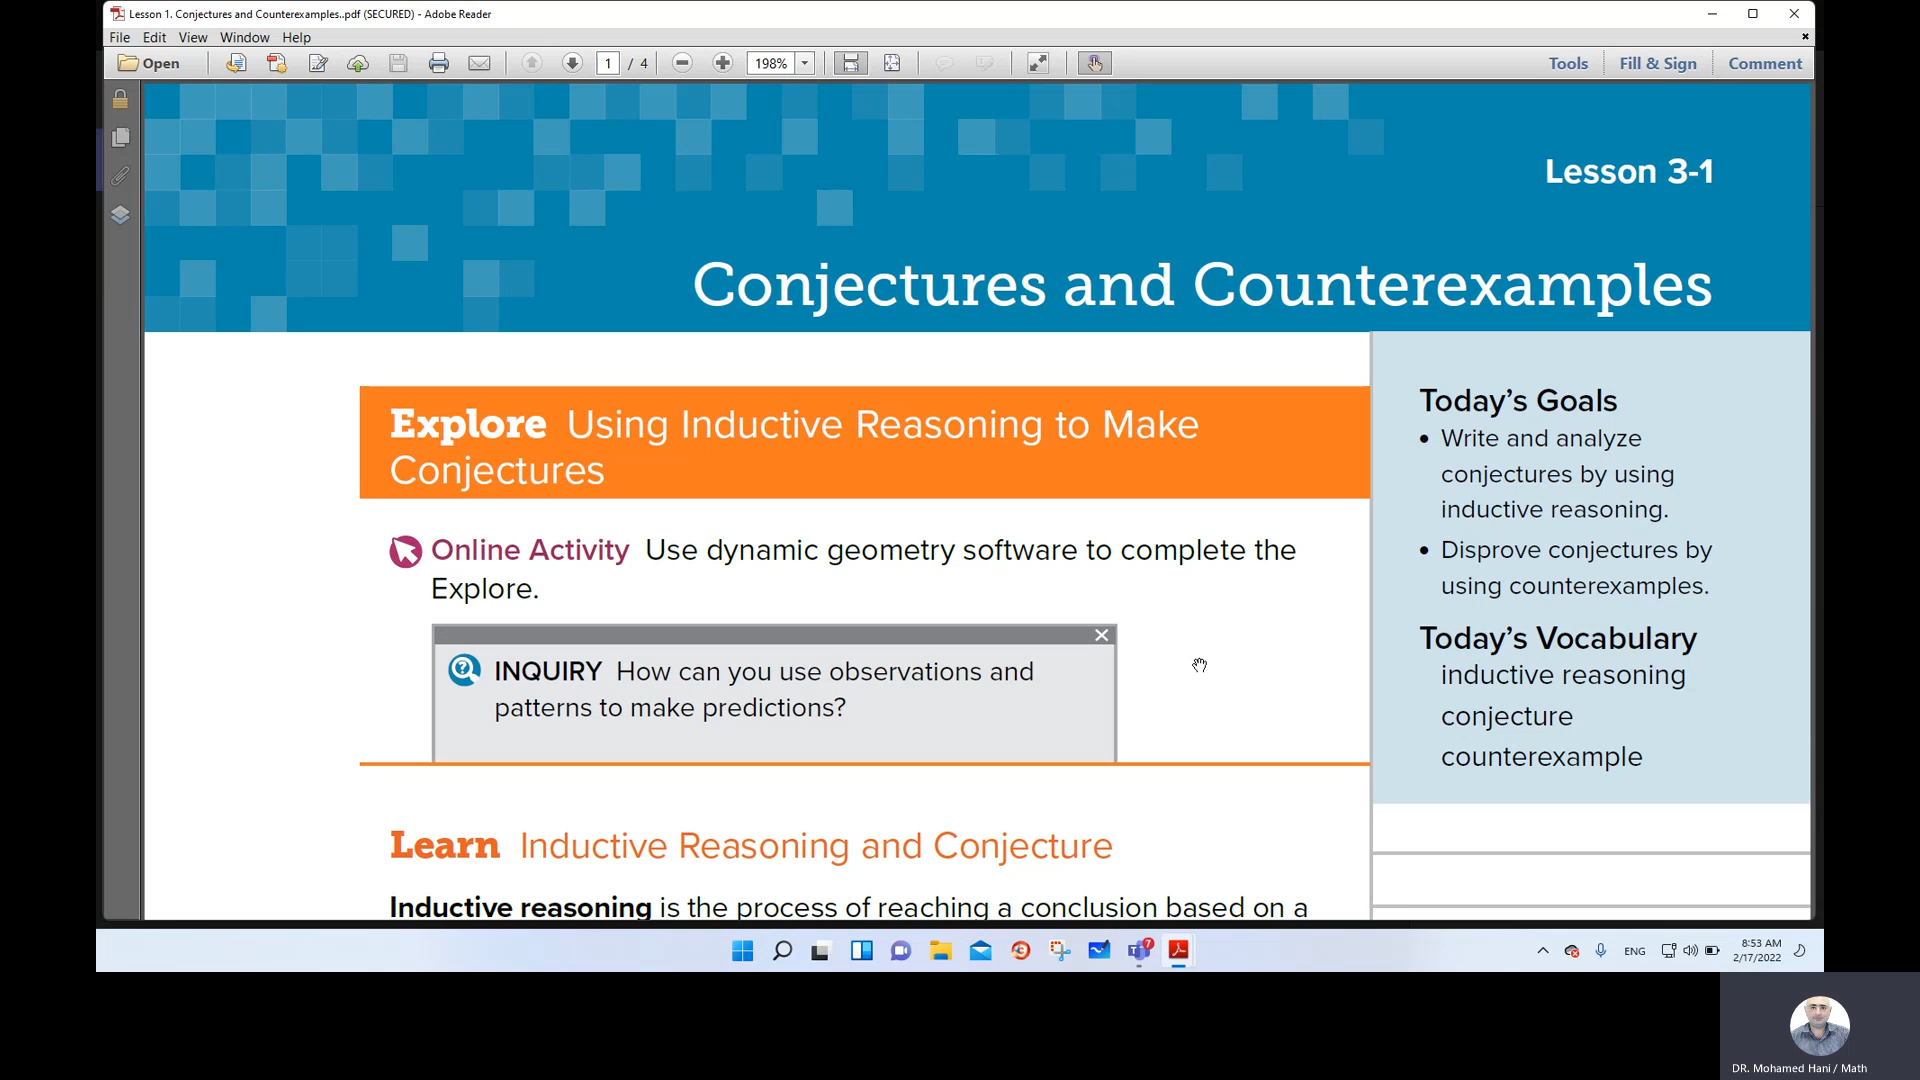 Lesson 1. Conjectures and Counterexamples..pdf (SECURED) - Adobe Reader
File Edit View Window Help
Open 1 / 4 198% Tools Fill & Sign Comment
Lesson 3-1
Conjectures and Counterexamples
Explore Using Inductive Reasoning to Make
Conjectures
Online Activity Use dynamic geometry software to complete the
Explore.
INQUIRY How can you use observations and
patterns to make predictions?
Learn Inductive Reasoning and Conjecture
Inductive reasoning is the process of reaching a conclusion based on a
Today's Goals
• Write and analyze
conjectures by using
inductive reasoning.
• Disprove conjectures by
using counterexamples.
Today's Vocabulary
inductive reasoning
conjecture
counterexample
7
ENG
8:53 AM
2/17/2022
DR. Mohamed Hani / Math